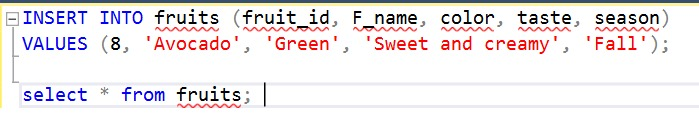 INSERT INTO fruits (fruit_id, F_name, color, taste, season)
VALUES (8, 'Avocado', 'Green', 'Sweet and creamy', 'Fall');
select * from fruits;